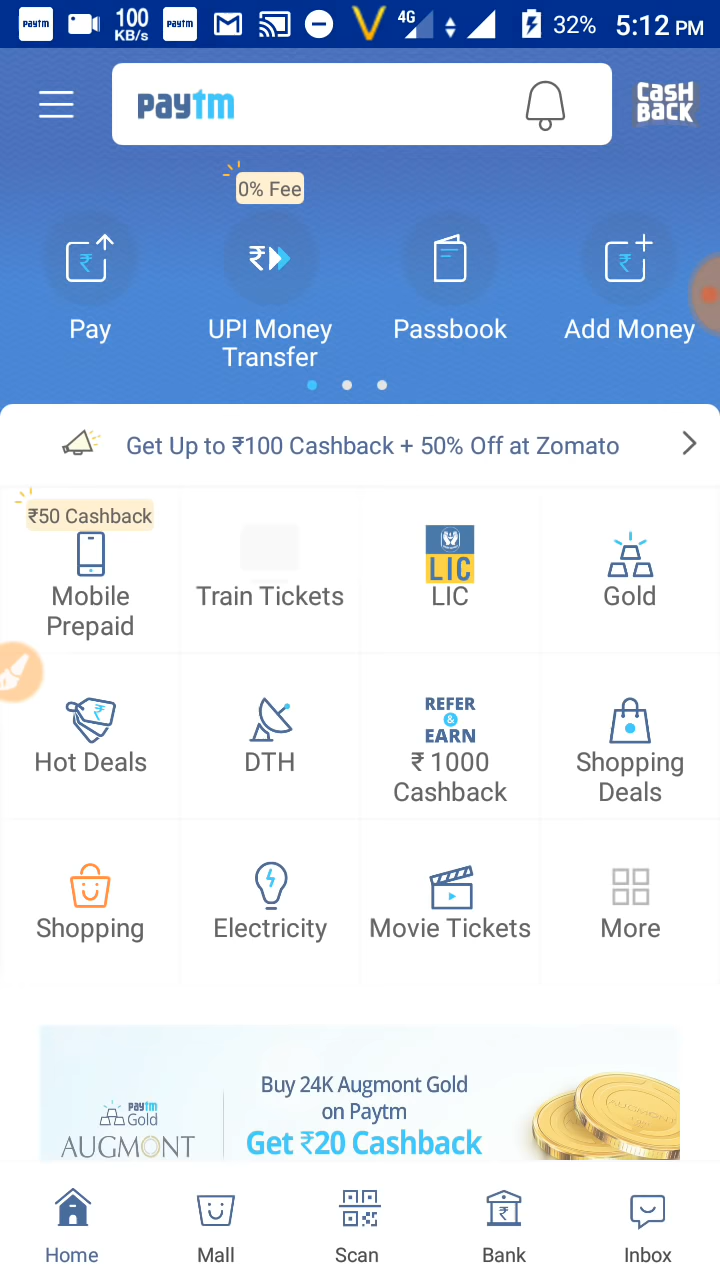 paytm
100
KB/s
paytm
4G
32%
5:12 PM
paytm
CASH
BACK
0% Fee
Pay
UPI Money
Transfer
Passbook
Add Money
Get Up to ₹100 Cashback + 50% Off at Zomato
₹50 Cashback
Mobile
Prepaid
Train Tickets
LIC
LIC
Gold
Hot Deals
DTH
REFER
&
EARN
₹ 1000
Cashback
Shopping
Deals
Shopping
Electricity
Movie Tickets
More
paytm
Gold
AUGMONT
Buy 24K Augmont Gold
on Paytm
Get ₹20 Cashback
AUGMONT
Home
Mall
Scan
Bank
Inbox